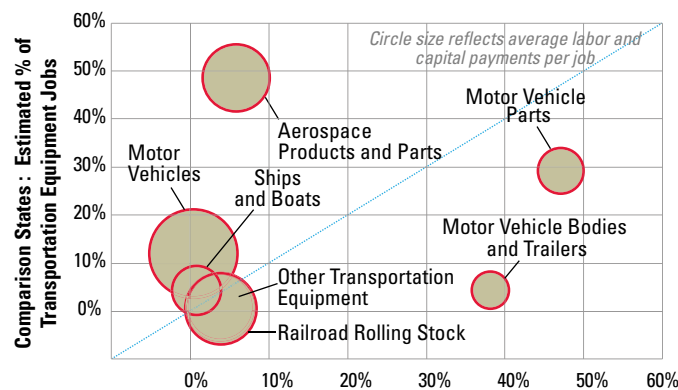 60%
50%
40%
30%
20%
10%
0%
Comparison States: Estimated % of
Transportation Equipment Jobs
Circle size reflects average labor and
capital payments per job
Motor Vehicle
Parts
Aerospace
Products and Parts
Motor
Vehicles
Ships
and Boats
Motor Vehicle Bodies
and Trailers
Other Transportation
Equipment
Railroad Rolling Stock
0%
10%
20%
30%
40%
50%
60%